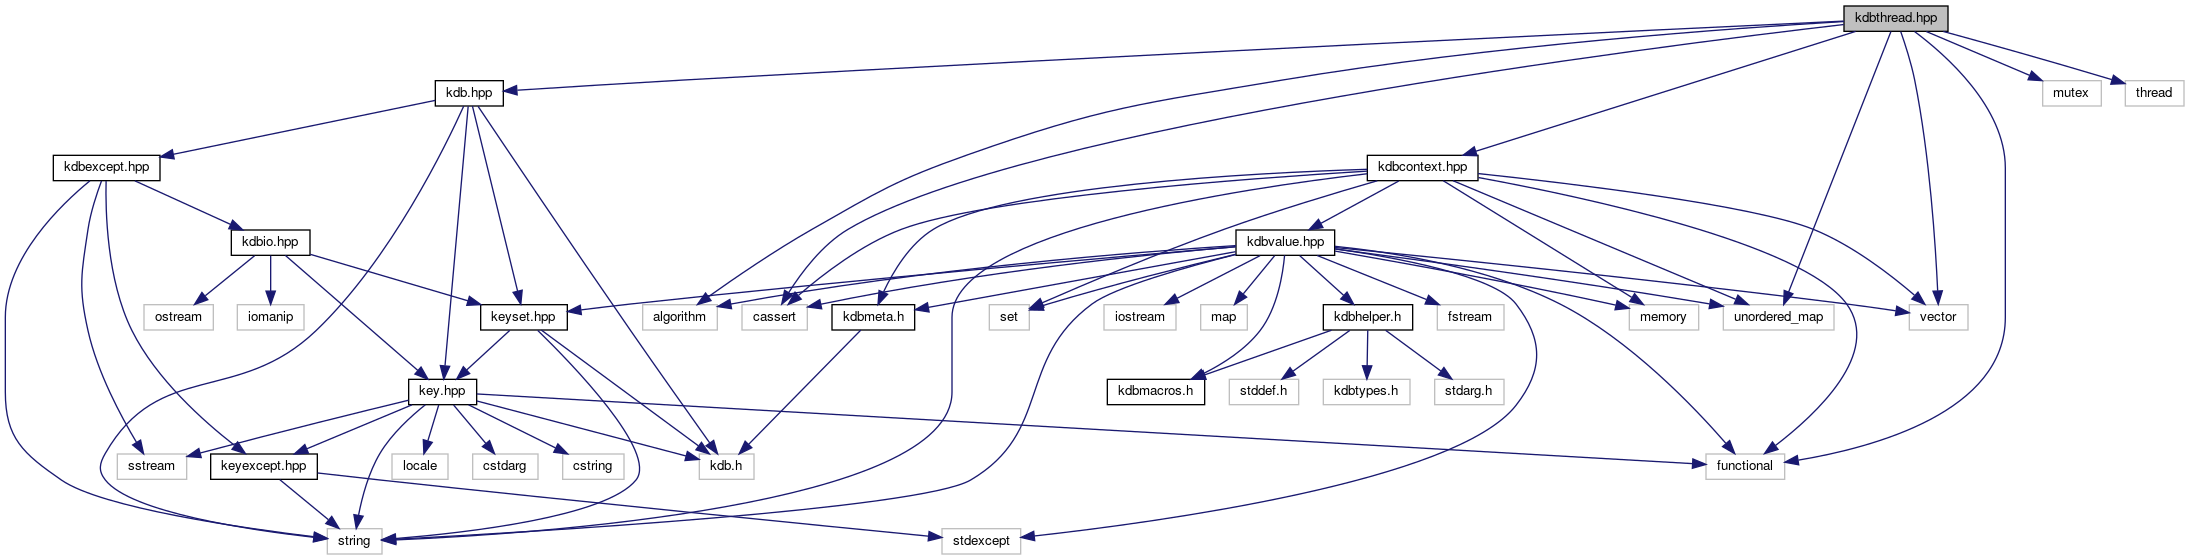 kdbthread.hpp
kdb.hpp
mutex
thread
kdbexcept.hpp
kdbcontext.hpp
kdbio.hpp
kdbvalue.hpp
ostream
iomanip
keyset.hpp
algorithm
cassert
kdbmeta.h
set
iostream
map
kdbhelper.h
fstream
memory
unordered_map
vector
key.hpp
kdbmacros.h
stddef.h
kdbtypes.h
stdarg.h
sstream
keyexcept.hpp
locale
cstdarg
cstring
kdb.h
functional
string
stdexcept